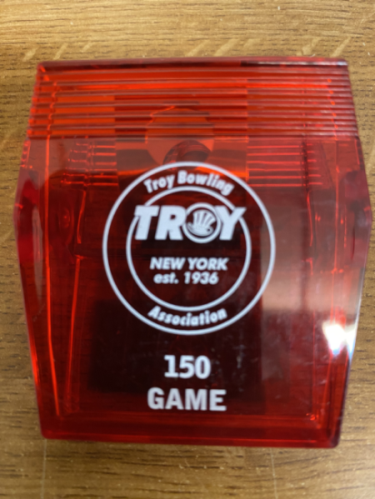 Troy Bowling
TROY
NEW YORK
est. 1936
Association
150
GAME